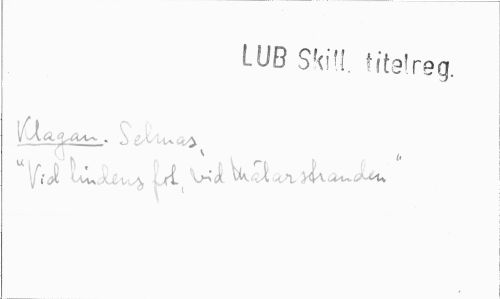 LUB Skill. titelreg.
Klagan. Selmas,
"Vid lindens fot, vid Mälarstranden"